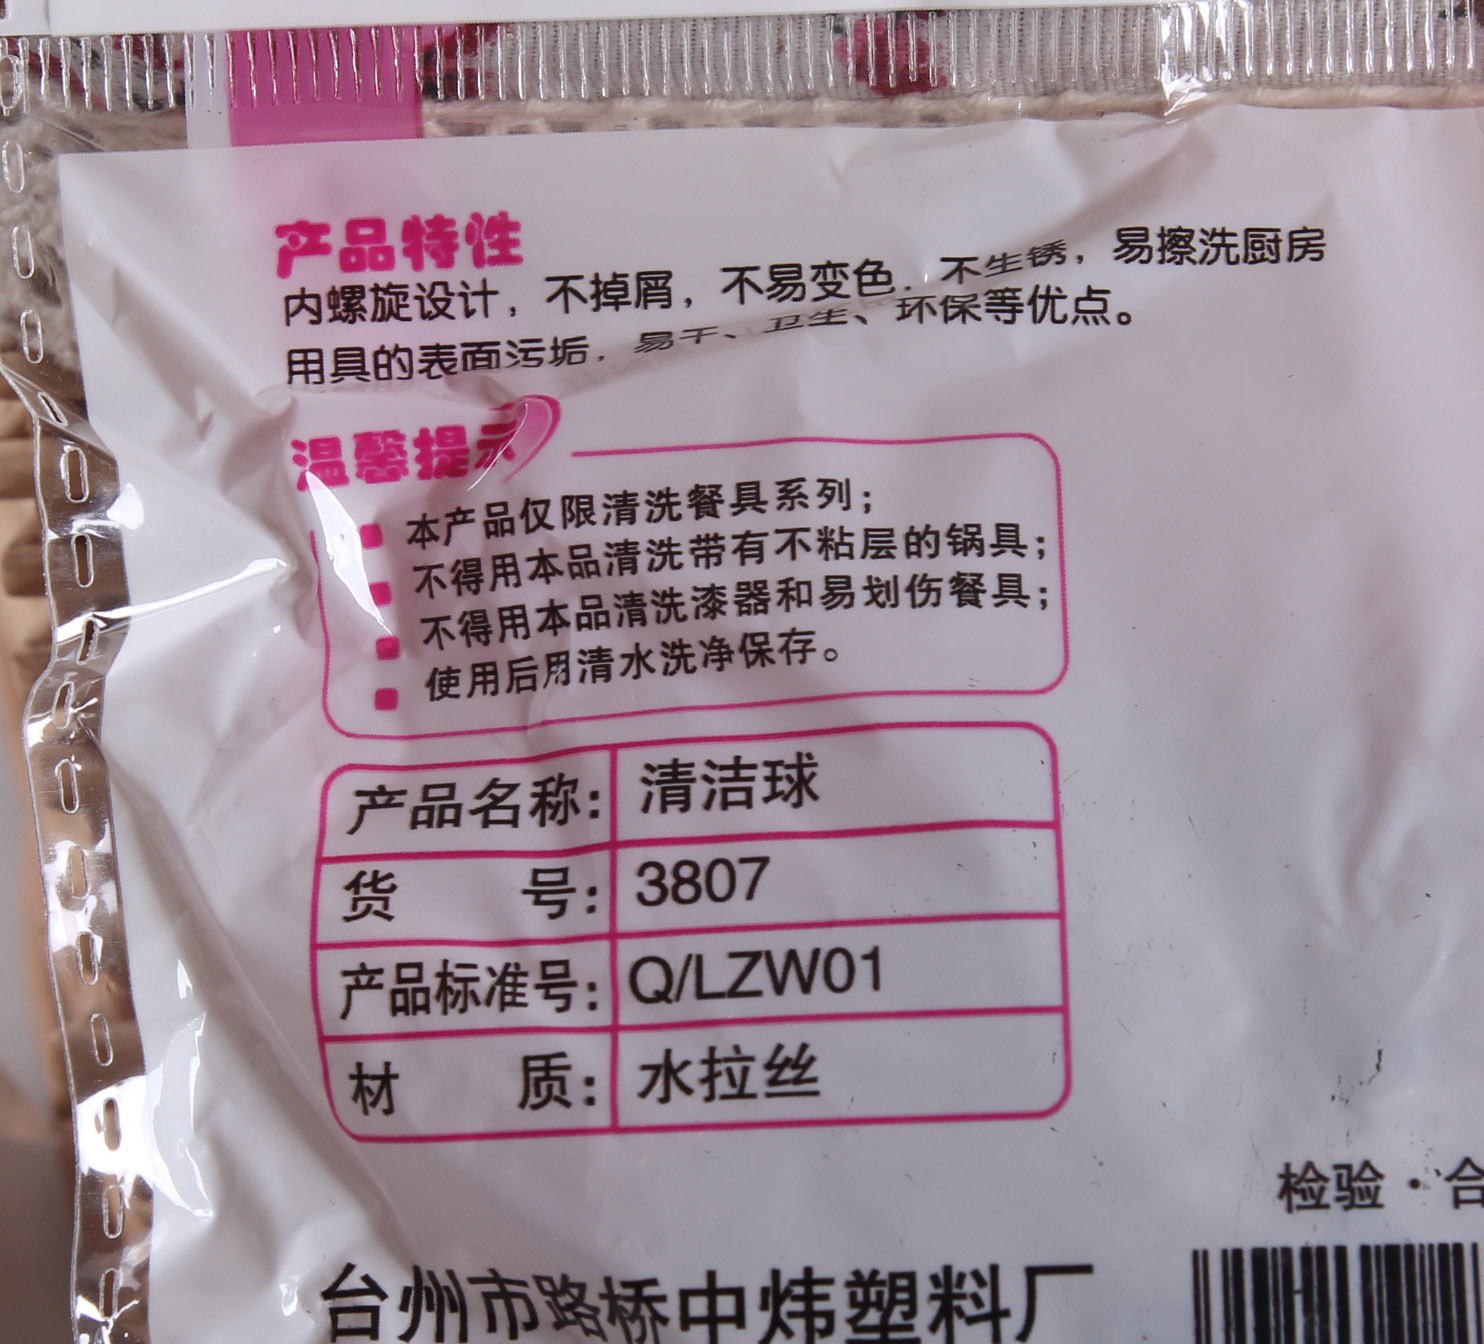 产品特性
内螺旋设计，不掉屑，不易变色．不生锈，易擦洗厨房
用具的表面污垢．易干、卫生、环保等优点。
温馨提示
本产品仅限清洗餐具系列；
不得用本品清洗带有不粘层的锅具；
不得用本品清洗漆器和易划伤餐具；
使用后用清水洗净保存。
产品名称：清洁球
货号：3807
产品标准号：Q/LZW01
材质：水拉丝
检验·合
台州市路桥中炜塑料厂